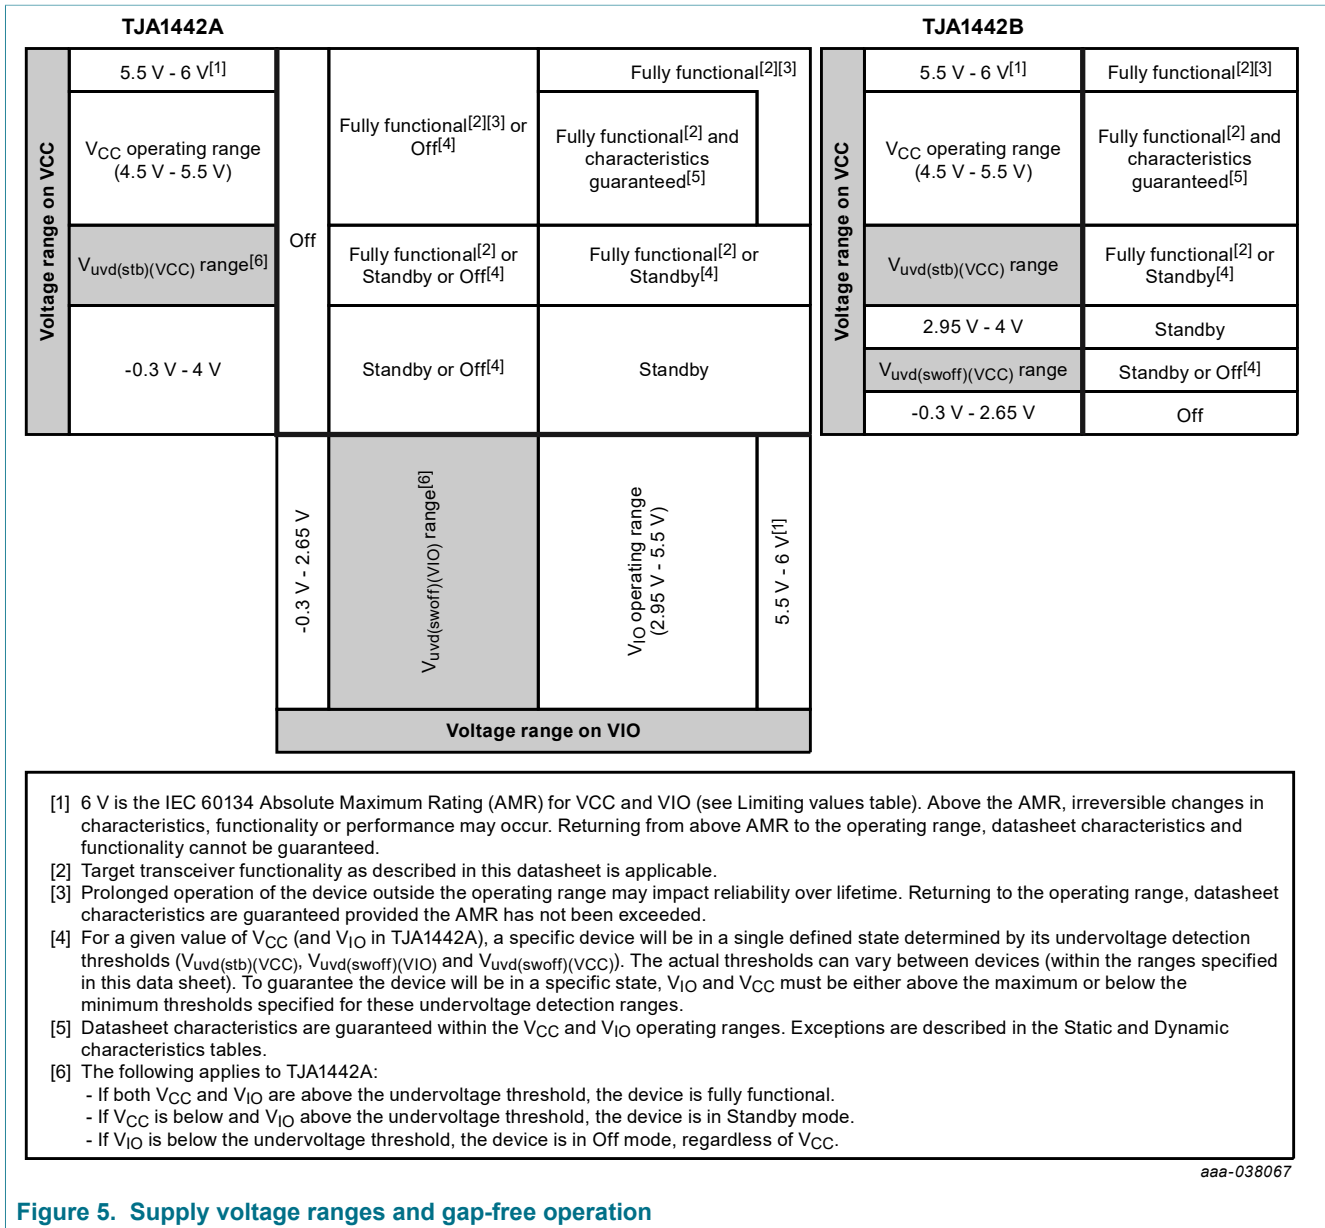 TJA1442A
TJA1442B
Voltage range on VCC
5.5 V - 6 V[1]
VCC operating range
(4.5 V - 5.5 V)
Vuvd(stb)(VCC) range[6]
-0.3 V - 4 V
Off
Fully functional[2][3] or
Off[4]
Fully functional[2] or
Standby or Off[4]
Standby or Off[4]
Fully functional[2][3]
Fully functional[2] and
characteristics
guaranteed[5]
Fully functional[2] or
Standby[4]
Standby
-0.3 V - 2.65 V
Vuvd(swoff)(VIO) range[6]
VIO operating range
(2.95 V - 5.5 V)
5.5 V - 6 V[1]
Voltage range on VIO
Voltage range on VCC
5.5 V - 6 V[1]
Fully functional[2][3]
VCC operating range
(4.5 V - 5.5 V)
Fully functional[2] and
characteristics
guaranteed[5]
Vuvd(stb)(VCC) range
Fully functional[2] or
Standby[4]
2.95 V - 4 V
Standby
Vuvd(swoff)(VCC) range
Standby or Off[4]
-0.3 V - 2.65 V
Off
[1] 6 V is the IEC 60134 Absolute Maximum Rating (AMR) for VCC and VIO (see Limiting values table). Above the AMR, irreversible changes in
characteristics, functionality or performance may occur. Returning from above AMR to the operating range, datasheet characteristics and
functionality cannot be guaranteed.
[2] Target transceiver functionality as described in this datasheet is applicable.
[3] Prolonged operation of the device outside the operating range may impact reliability over lifetime. Returning to the operating range, datasheet
characteristics are guaranteed provided the AMR has not been exceeded.
[4] For a given value of VCC (and VIO in TJA1442A), a specific device will be in a single defined state determined by its undervoltage detection
thresholds (Vuvd(stb)(VCC), Vuvd(swoff)(VIO) and Vuvd(swoff)(VCC)). The actual thresholds can vary between devices (within the ranges specified
in this data sheet). To guarantee the device will be in a specific state, VIO and VCC must be either above the maximum or below the
minimum thresholds specified for these undervoltage detection ranges.
[5] Datasheet characteristics are guaranteed within the VCC and VIO operating ranges. Exceptions are described in the Static and Dynamic
characteristics tables.
[6] The following applies to TJA1442A:
- If both VCC and VIO are above the undervoltage threshold, the device is fully functional.
- If VCC is below and VIO above the undervoltage threshold, the device is in Standby mode.
- If VIO is below the undervoltage threshold, the device is in Off mode, regardless of VCC.
aaa-038067
Figure 5. Supply voltage ranges and gap-free operation